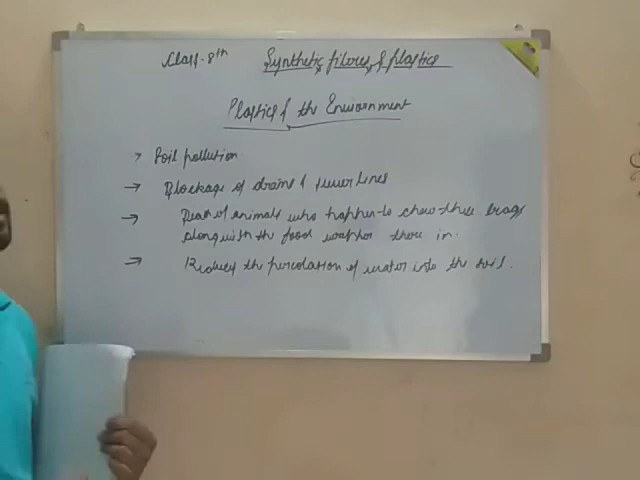 Class-8th Synthetic fibres & plastics
Plastics & the Environment
→ Soil pollution
→ Blockage of drains & sewer lines
→ Death of animals who happen to chew these bags
along with the food wrapped there in.
→ Reduces the percolation of water into the soil.